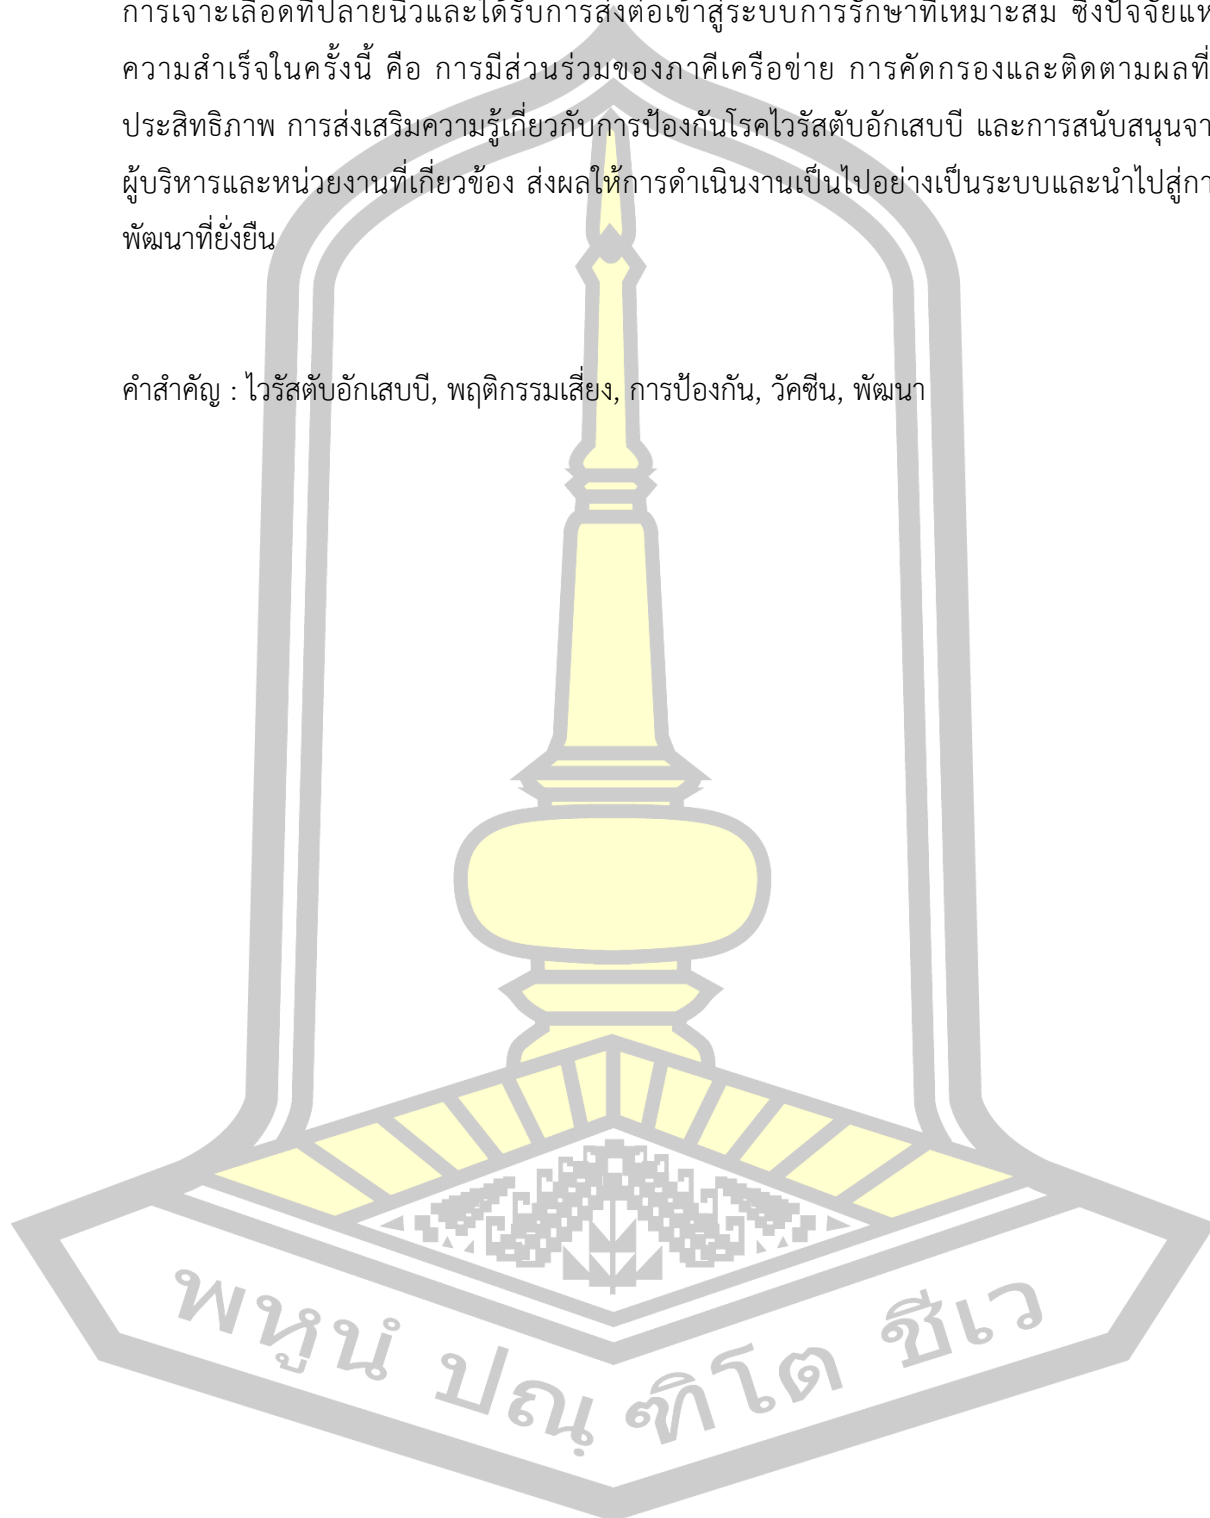 การเจาะเลือดที่ปลายนิ้วและได้รับการส่งต่อเข้าสู่ระบบการรักษาที่เหมาะสม ซึ่งปัจจัยแห
ความสำเร็จในครั้งนี้ คือ การมีส่วนร่วมของภาคีเครือข่าย การคัดกรองและติดตามผลที่
ประสิทธิภาพ การส่งเสริมความรู้เกี่ยวกับการป้องกันโรคไวรัสตับอักเสบบี และการสนับสนุนจา
ผู้บริหารและหน่วยงานที่เกี่ยวข้อง ส่งผลให้การดำเนินงานเป็นไปอย่างเป็นระบบและนำไปสู่กา
พัฒนาที่ยั่งยืน
คำสำคัญ : ไวรัสตับอักเสบบี, พฤติกรรมเสี่ยง, การป้องกัน, วัคซีน, พัฒนา
พหูนํ ปณฺ ฑิโต ชีเว